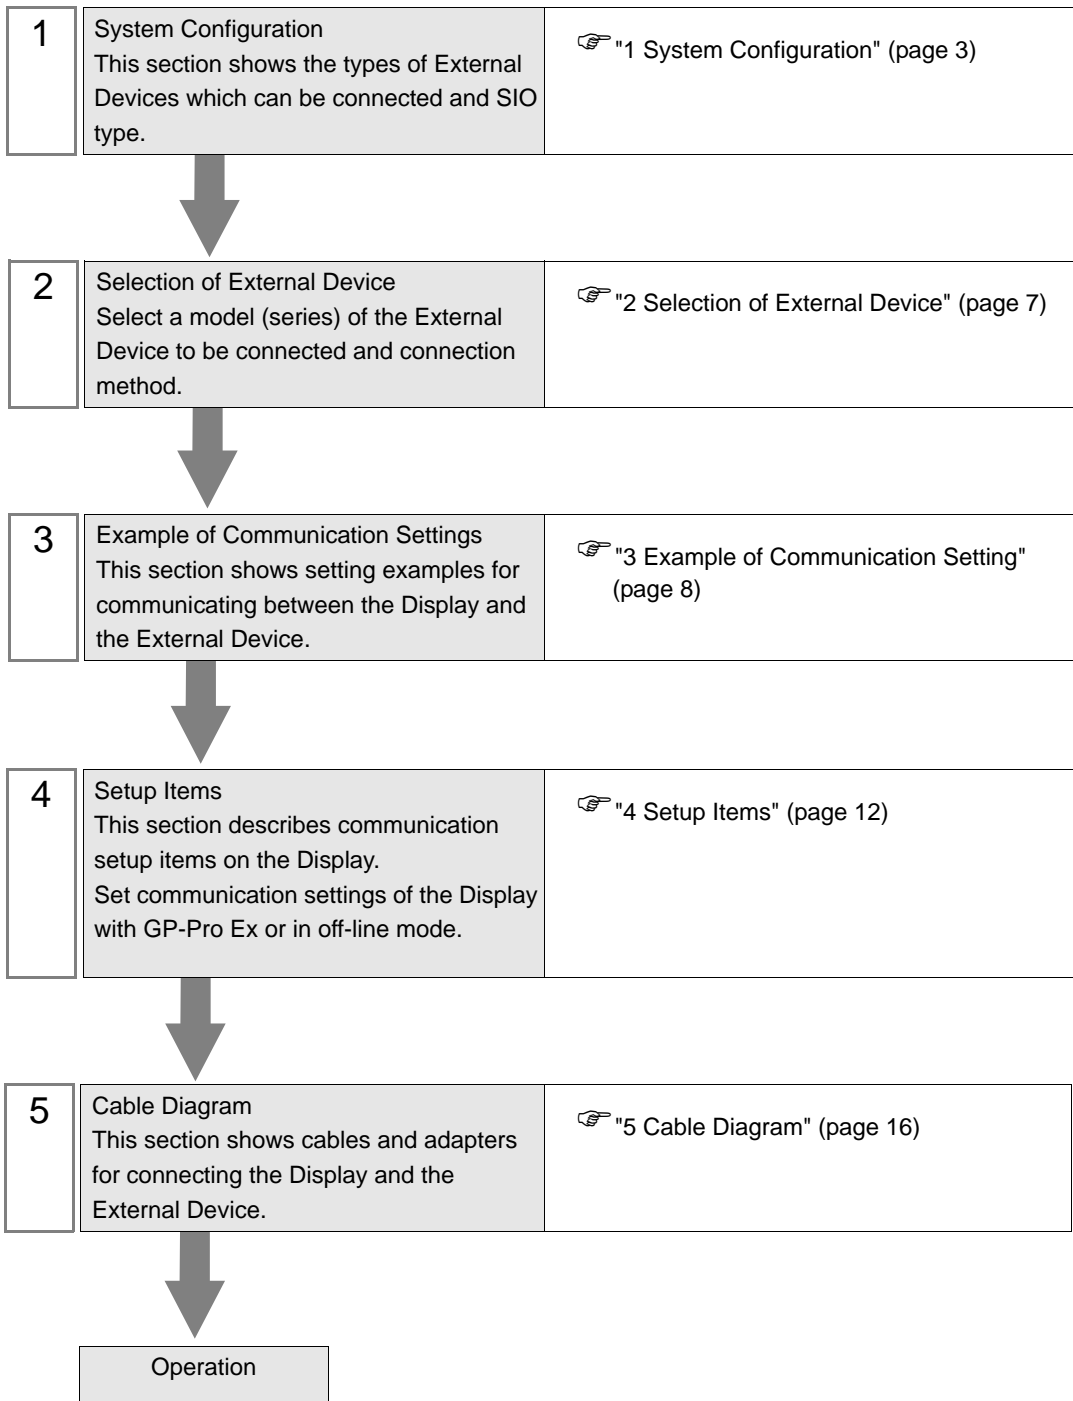 1
System Configuration
This section shows the types of External
Devices which can be connected and SIO
type.
"1 System Configuration" (page 3)
2
Selection of External Device
Select a model (series) of the External
Device to be connected and connection
method.
"2 Selection of External Device" (page 7)
3
Example of Communication Settings
This section shows setting examples for
communicating between the Display and
the External Device.
"3 Example of Communication Setting"
(page 8)
4
Setup Items
This section describes communication
setup items on the Display.
Set communication settings of the Display
with GP-Pro Ex or in off-line mode.
"4 Setup Items" (page 12)
5
Cable Diagram
This section shows cables and adapters
for connecting the Display and the
External Device.
"5 Cable Diagram" (page 16)
Operation